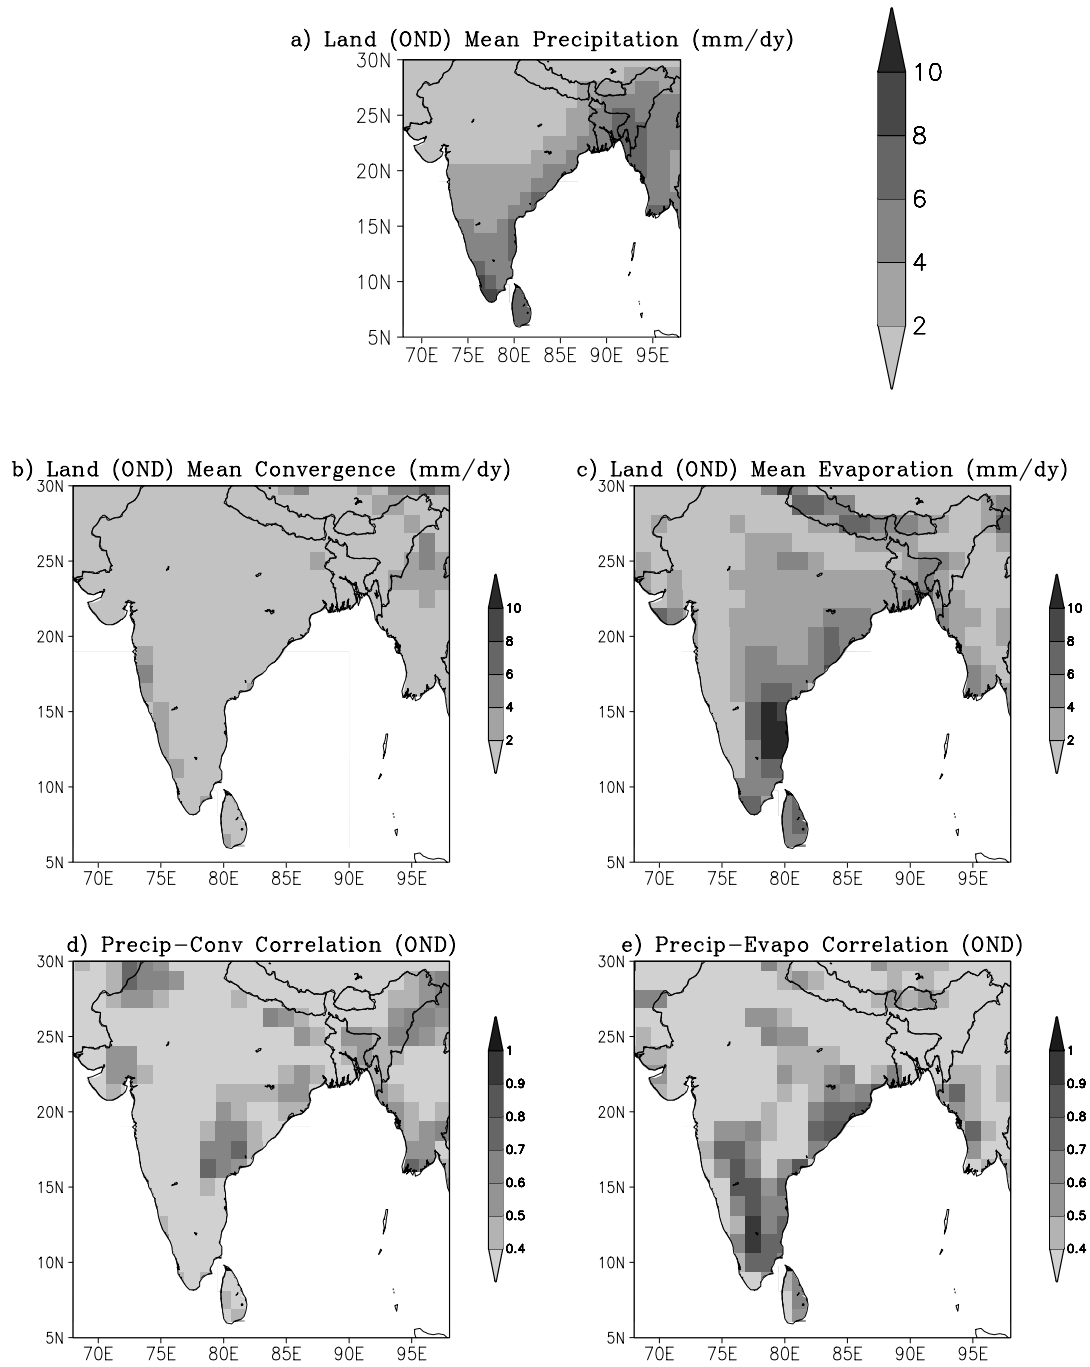 a) Land (OND) Mean Precipitation (mm/dy)
30N
25N
20N
15N
10N
5N
70E 75E 80E 85E 90E 95E
10
8
6
4
2
b) Land (OND) Mean Convergence (mm/dy)
30N
25N
20N
15N
10N
5N
70E 75E 80E 85E 90E 95E
10
8
6
4
2
c) Land (OND) Mean Evaporation (mm/dy)
30N
25N
20N
15N
10N
5N
70E 75E 80E 85E 90E 95E
10
8
6
4
2
d) Precip-Conv Correlation (OND)
30N
25N
20N
15N
10N
5N
70E 75E 80E 85E 90E 95E
1
0.9
0.8
0.7
0.6
0.5
0.4
e) Precip-Evapo Correlation (OND)
30N
25N
20N
15N
10N
5N
70E 75E 80E 85E 90E 95E
1
0.9
0.8
0.7
0.6
0.5
0.4